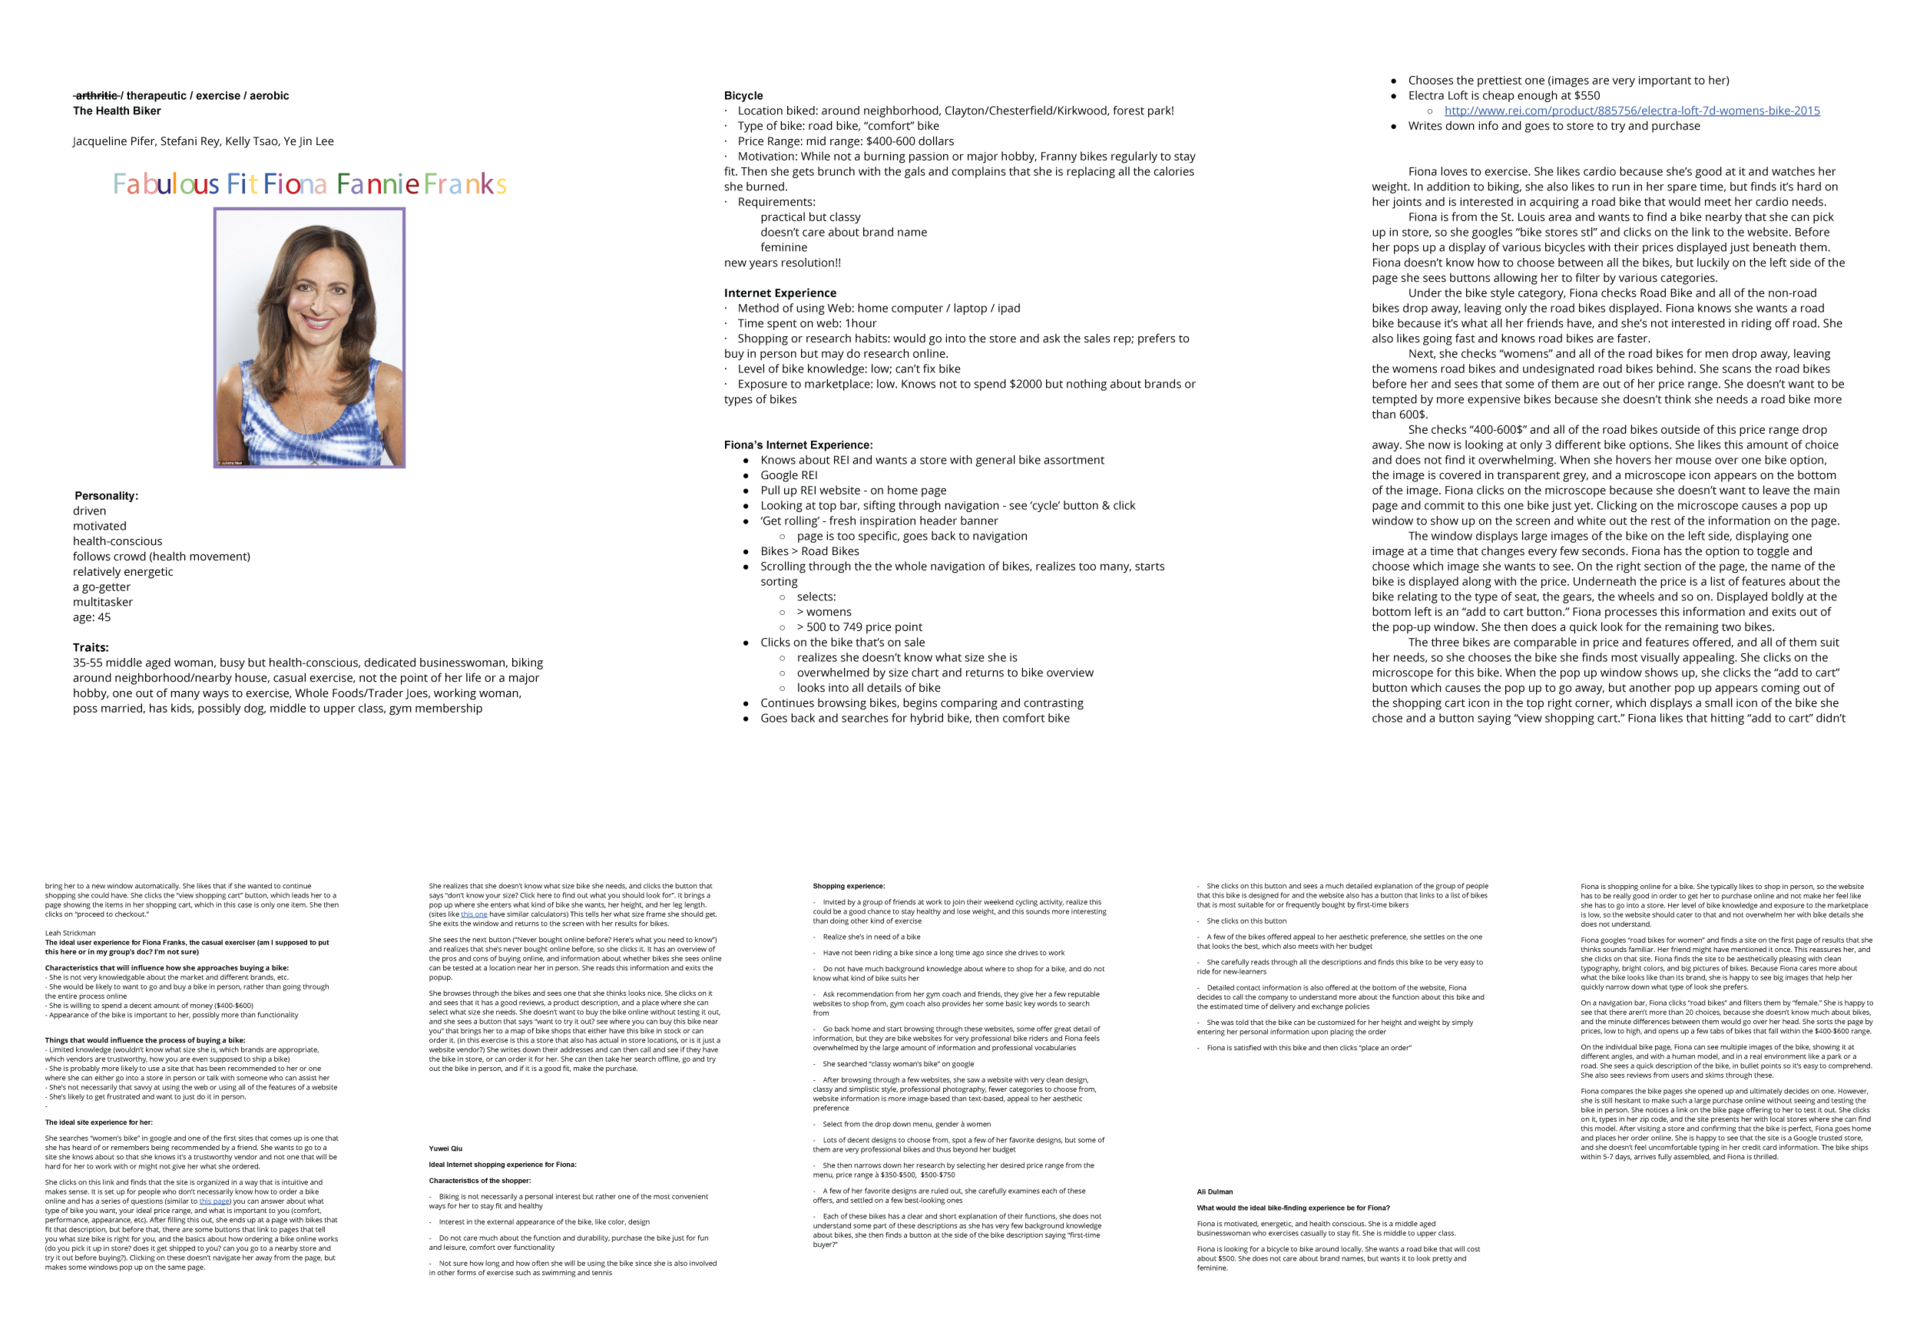 arthritic / therapeutic / exercise / aerobic
The Health Biker
Jacqueline Pifer, Stefani Rey, Kelly Tsao, Ye Jin Lee
Fabulous Fit Fiona Fannie Franks
Personality:
driven
motivated
health-conscious
follows crowd (health movement)
relatively energetic
a go-getter
multitasker
age: 45
Traits:
35-55 middle aged woman, busy but health-conscious, dedicated businesswoman, biking
around neighborhood/nearby house, casual exercise, not the point of her life or a major
hobby, one out of many ways to exercise, Whole Foods/Trader Joes, working woman,
poss married, has kids, possibly dog, middle to upper class, gym membership
Bicycle
· Location biked: around neighborhood, Clayton/Chesterfield/Kirkwood, forest park!
· Type of bike: road bike, “comfort” bike
· Price Range: mid range: $400-600 dollars
· Motivation: While not a burning passion or major hobby, Franny bikes regularly to stay
fit. Then she gets brunch with the gals and complains that she is replacing all the calories
she burned.
· Requirements:
practical but classy
doesn’t care about brand name
feminine
new years resolution!!
Internet Experience
· Method of using Web: home computer / laptop / ipad
· Time spent on web: 1hour
· Shopping or research habits: would go into the store and ask the sales rep; prefers to
buy in person but may do research online.
· Level of bike knowledge: low; can’t fix bike
· Exposure to marketplace: low. Knows not to spend $2000 but nothing about brands or
types of bikes
Fiona’s Internet Experience:
● Knows about REI and wants a store with general bike assortment
● Google REI
● Pull up REI website - on home page
● Looking at top bar, sifting through navigation - see ‘cycle’ button & click
● ‘Get rolling’ - fresh inspiration header banner
○ page is too specific, goes back to navigation
● Bikes > Road Bikes
● Scrolling through the the whole navigation of bikes, realizes too many, starts
sorting
○ selects:
○ > womens
○ > 500 to 749 price point
● Clicks on the bike that’s on sale
○ realizes she doesn’t know what size she is
○ overwhelmed by size chart and returns to bike overview
○ looks into all details of bike
● Continues browsing bikes, begins comparing and contrasting
● Goes back and searches for hybrid bike, then comfort bike
● Chooses the prettiest one (images are very important to her)
● Electra Loft is cheap enough at $550
○ http://www.rei.com/product/885756/electra-loft-7d-womens-bike-2015
● Writes down info and goes to store to try and purchase
Fiona loves to exercise. She likes cardio because she’s good at it and watches her
weight. In addition to biking, she also likes to run in her spare time, but finds it’s hard on
her joints and is interested in acquiring a road bike that would meet her cardio needs.
Fiona is from the St. Louis area and wants to find a bike nearby that she can pick
up in store, so she googles “bike stores stl” and clicks on the link to the website. Before
her pops up a display of various bicycles with their prices displayed just beneath them.
Fiona doesn’t know how to choose between all the bikes, but luckily on the left side of the
page she sees buttons allowing her to filter by various categories.
Under the bike style category, Fiona checks Road Bike and all of the non-road
bikes drop away, leaving only the road bikes displayed. Fiona knows she wants a road
bike because it’s what all her friends have, and she’s not interested in riding off road. She
also likes going fast and knows road bikes are faster.
Next, she checks “womens” and all of the road bikes for men drop away, leaving
the womens road bikes and undesignated road bikes behind. She scans the road bikes
before her and sees that some of them are out of her price range. She doesn’t want to be
tempted by more expensive bikes because she doesn’t think she needs a road bike more
than 600$.
She checks “400-600$” and all of the road bikes outside of this price range drop
away. She now is looking at only 3 different bike options. She likes this amount of choice
and does not find it overwhelming. When she hovers her mouse over one bike option,
the image is covered in transparent grey, and a microscope icon appears on the bottom
of the image. Fiona clicks on the microscope because she doesn’t want to leave the main
page and commit to this one bike just yet. Clicking on the microscope causes a pop up
window to show up on the screen and white out the rest of the information on the page.
The window displays large images of the bike on the left side, displaying one
image at a time that changes every few seconds. Fiona has the option to toggle and
choose which image she wants to see. On the right section of the page, the name of the
bike is displayed along with the price. Underneath the price is a list of features about the
bike relating to the type of seat, the gears, the wheels and so on. Displayed boldly at the
bottom left is an “add to cart button.” Fiona processes this information and exits out of
the pop-up window. She then does a quick look for the remaining two bikes.
The three bikes are comparable in price and features offered, and all of them suit
her needs, so she chooses the bike she finds most visually appealing. She clicks on the
microscope for this bike. When the pop up window shows up, she clicks the “add to cart”
button which causes the pop up to go away, but another pop up appears coming out of
the shopping cart icon in the top right corner, which displays a small icon of the bike she
chose and a button saying “view shopping cart.” Fiona likes that hitting “add to cart” didn’t
bring her to a new window automatically. She likes that if she wanted to continue
shopping she could have. She clicks the “view shopping cart” button, which leads her to a
page showing the items in her shopping cart, which in this case is only one item. She then
clicks on “proceed to checkout.”
Leah Strickman
The ideal user experience for Fiona Franks, the casual exerciser (am I supposed to put
this here or in my group’s doc? I’m not sure)
Characteristics that will influence how she approaches buying a bike:
- She is not very knowledgable about the market and different brands, etc.
- She would be likely to want to go and buy a bike in person, rather than going through
the entire process online
- She is willing to spend a decent amount of money ($400-$600)
- Appearance of the bike is important to her, possibly more than functionality
Things that would influence the process of buying a bike:
- Limited knowledge (wouldn’t know what size she is, which brands are appropriate,
which vendors are trustworthy, how you are even supposed to ship a bike)
- She is probably more likely to use a site that has been recommended to her or one
where she can either go into a store in person or talk with someone who can assist her
- She’s not necessarily that savvy at using the web or using all of the features of a website
- She’s likely to get frustrated and want to just do it in person.
-
The ideal site experience for her:
She searches “women’s bike” in google and one of the first sites that comes up is one that
she has heard of or remembers being recommended by a friend. She wants to go to a
site she knows about so that she knows it’s a trustworthy vendor and not one that will be
hard for her to work with or might not give her what she ordered.
She clicks on this link and finds that the site is organized in a way that is intuitive and
makes sense. It is set up for people who don’t necessarily know how to order a bike
online and has a series of questions (similar to this page) you can answer about what
type of bike you want, your ideal price range, and what is important to you (comfort,
performance, appearance, etc). After filling this out, she ends up at a page with bikes that
fit that description, but before that, there are some buttons that link to pages that tell
you what size bike is right for you, and the basics about how ordering a bike online works
(do you pick it up in store? does it get shipped to you? can you go to a nearby store and
try it out before buying?). Clicking on these doesn’t navigate her away from the page, but
makes some windows pop up on the same page.
She realizes that she doesn’t know what size bike she needs, and clicks the button that
says “don’t know your size? Click here to find out what you should look for”. It brings a
pop up where she enters what kind of bike she wants, her height, and her leg length.
(sites like this one have similar calculators) This tells her what size frame she should get.
She exits the window and returns to the screen with her results for bikes.
She sees the next button (“Never bought online before? Here’s what you need to know”)
and realizes that she’s never bought online before, so she clicks it. It has an overview of
the pros and cons of buying online, and information about whether bikes she sees online
can be tested at a location near her in person. She reads this information and exits the
popup.
She browses through the bikes and sees one that she thinks looks nice. She clicks on it
and sees that it has a good reviews, a product description, and a place where she can
select what size she needs. She doesn’t want to buy the bike online without testing it out,
and she sees a button that says “want to try it out? see where you can buy this bike near
you” that brings her to a map of bike shops that either have this bike in stock or can
order it. (in this exercise is this a store that also has actual in store locations, or is it just a
website vendor?) She writes down their addresses and can then call and see if they have
the bike in store, or can order it for her. She can then take her search offline, go and try
out the bike in person, and if it is a good fit, make the purchase.
Yuwei Qiu
Ideal Internet shopping experience for Fiona:
Characteristics of the shopper:
- Biking is not necessarily a personal interest but rather one of the most convenient
ways for her to stay fit and healthy
- Interest in the external appearance of the bike, like color, design
- Do not care much about the function and durability, purchase the bike just for fun
and leisure, comfort over functionality
- Not sure how long and how often she will be using the bike since she is also involved
in other forms of exercise such as swimming and tennis
Shopping experience:
- Invited by a group of friends at work to join their weekend cycling activity, realize this
could be a good chance to stay healthy and lose weight, and this sounds more interesting
than doing other kind of exercise
- Realize she’s in need of a bike
- Have not been riding a bike since a long time ago since she drives to work
- Do not have much background knowledge about where to shop for a bike, and do not
know what kind of bike suits her
- Ask recommendation from her gym coach and friends, they give her a few reputable
websites to shop from, gym coach also provides her some basic key words to search
from
- Go back home and start browsing through these websites, some offer great detail of
information, but they are bike websites for very professional bike riders and Fiona feels
overwhelmed by the large amount of information and professional vocabularies
- She searched “classy woman’s bike” on google
- After browsing through a few websites, she saw a website with very clean design,
classy and simplistic style, professional photography, fewer categories to choose from,
website information is more image-based than text-based, appeal to her aesthetic
preference
- Select from the drop down menu, gender à women
- Lots of decent designs to choose from, spot a few of her favorite designs, but some of
them are very professional bikes and thus beyond her budget
- She then narrows down her research by selecting her desired price range from the
menu, price range à $350-$500, $500-$750
- A few of her favorite designs are ruled out, she carefully examines each of these
offers, and settled on a few best-looking ones
- Each of these bikes has a clear and short explanation of their functions, she does not
understand some part of these descriptions as she has very few background knowledge
about bikes, she then finds a button at the side of the bike description saying “first-time
buyer?”
- She clicks on this button and sees a much detailed explanation of the group of people
that this bike is designed for and the website also has a button that links to a list of bikes
that is most suitable for or frequently bought by first-time bikers
- She clicks on this button
- A few of the bikes offered appeal to her aesthetic preference, she settles on the one
that looks the best, which also meets with her budget
- She carefully reads through all the descriptions and finds this bike to be very easy to
ride for new-learners
- Detailed contact information is also offered at the bottom of the website, Fiona
decides to call the company to understand more about the function about this bike and
the estimated time of delivery and exchange policies
- She was told that the bike can be customized for her height and weight by simply
entering her personal information upon placing the order
- Fiona is satisfied with this bike and then clicks “place an order”
Ali Dulman
What would the ideal bike-finding experience be for Fiona?
Fiona is motivated, energetic, and health conscious. She is a middle aged
businesswoman who exercises casually to stay fit. She is middle to upper class.
Fiona is looking for a bicycle to bike around locally. She wants a road bike that will cost
about $500. She does not care about brand names, but wants it to look pretty and
feminine.
Fiona is shopping online for a bike. She typically likes to shop in person, so the website
has to be really good in order to get her to purchase online and not make her feel like
she has to go into a store. Her level of bike knowledge and exposure to the marketplace
is low, so the website should cater to that and not overwhelm her with bike details she
does not understand.
Fiona googles “road bikes for women” and finds a site on the first page of results that she
thinks sounds familiar. Her friend might have mentioned it once. This reassures her, and
she clicks on that site. Fiona finds the site to be aesthetically pleasing with clean
typography, bright colors, and big pictures of bikes. Because Fiona cares more about
what the bike looks like than its brand, she is happy to see big images that help her
quickly narrow down what type of look she prefers.
On a navigation bar, Fiona clicks “road bikes” and filters them by “female.” She is happy to
see that there aren’t more than 20 choices, because she doesn’t know much about bikes,
and the minute differences between them would go over her head. She sorts the page by
prices, low to high, and opens up a few tabs of bikes that fall within the $400-$600 range.
On the individual bike page, Fiona can see multiple images of the bike, showing it at
different angles, and with a human model, and in a real environment like a park or a
road. She sees a quick description of the bike, in bullet points so it’s easy to comprehend.
She also sees reviews from users and skims through these.
Fiona compares the bike pages she opened up and ultimately decides on one. However,
she is still hesitant to make such a large purchase online without seeing and testing the
bike in person. She notices a link on the bike page offering to her to test it out. She clicks
on it, types in her zip code, and the site presents her with local stores where she can find
this model. After visiting a store and confirming that the bike is perfect, Fiona goes home
and places her order online. She is happy to see that the site is a Google trusted store,
and she doesn’t feel uncomfortable typing in her credit card information. The bike ships
within 5-7 days, arrives fully assembled, and Fiona is thrilled.